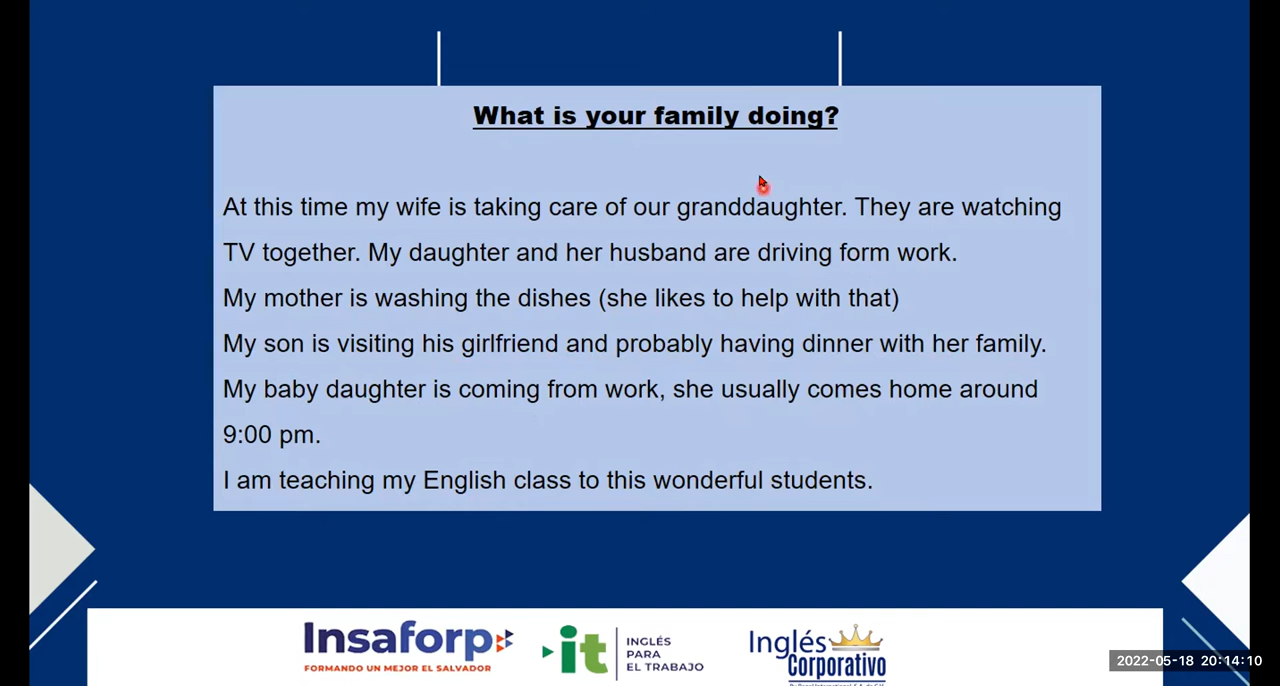 What is your family doing?
At this time my wife is taking care of our granddaughter. They are watching
TV together. My daughter and her husband are driving form work.
My mother is washing the dishes (she likes to help with that)
My son is visiting his girlfriend and probably having dinner with her family.
My baby daughter is coming from work, she usually comes home around
9:00 pm.
I am teaching my English class to this wonderful students.
Insaforp
FORMANDO UN MEJOR EL SALVADOR
it
INGLÉS
PARA
EL TRABAJO
Inglés
Corporativo
2022-05-18 20:14:10